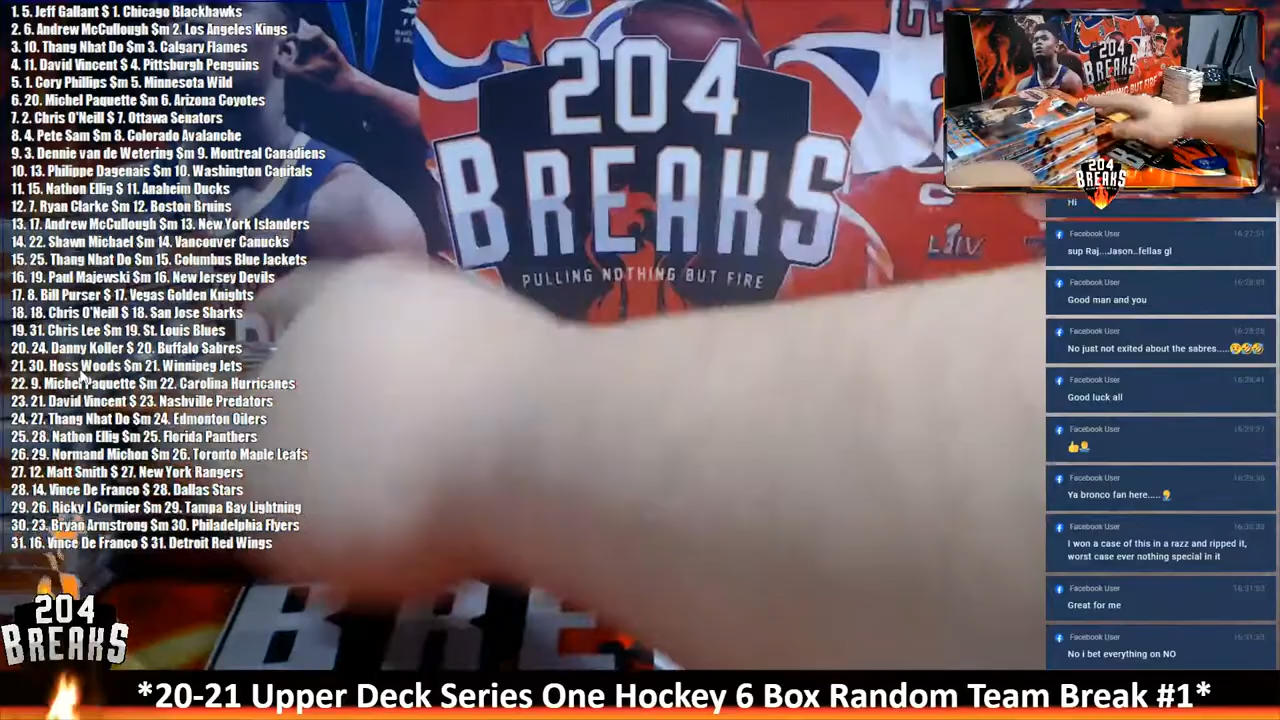 1. 5. Jeff Gallant $ 1. Chicago Blackhawks
2. 6. Andrew McCullough $m 2. Los Angeles Kings
3. 10. Thang Nhat Do $m 3. Calgary Flames
4. 11. David Vincent $ 4. Pittsburgh Penguins
5. 1. Cory Phillips $m 5. Minnesota Wild
6. 20. Michel Paquette $m 6. Arizona Coyotes
7. 2. Chris O'Neill $ 7. Ottawa Senators
8. 4. Pete Sam $m 8. Colorado Avalanche
9. 3. Dennie van de Wetering $m 9. Montreal Canadiens
10. 13. Philippe Dagenais $m 10. Washington Capitals
11. 15. Nathon Ellig $ 11. Anaheim Ducks
12. 7. Ryan Clarke $m 12. Boston Bruins
13. 17. Andrew McCullough $m 13. New York Islanders
14. 22. Shawn Michael $m 14. Vancouver Canucks
15. 25. Thang Nhat Do $m 15. Columbus Blue Jackets
16. 19. Paul Majewski $m 16. New Jersey Devils
17. 8. Bill Purser $ 17. Vegas Golden Knights
18. 18. Chris O'Neill $ 18. San Jose Sharks
19. 31. Chris Lee $m 19. St. Louis Blues
20. 24. Danny Koller $ 20. Buffalo Sabres
21. 30. Hoss Woods $m 21. Winnipeg Jets
22. 9. Michel Paquette $m 22. Carolina Hurricanes
23. 21. David Vincent $ 23. Nashville Predators
24. 27. Thang Nhat Do $m 24. Edmonton Oilers
25. 28. Nathon Ellig $m 25. Florida Panthers
26. 29. Normand Michon $m 26. Toronto Maple Leafs
27. 12. Matt Smith $ 27. New York Rangers
28. 14. Vince De Franco $ 28. Dallas Stars
29. 26. Ricky J Cormier $m 29. Tampa Bay Lightning
30. 23. Bryan Armstrong $m 30. Philadelphia Flyers
31. 16. Vince De Franco $ 31. Detroit Red Wings
204
BREAKS
PULLING NOTHING BUT FIRE
LIV
BRE
204
BREAKS
204
BREAKS
204
BREAKS
Hi
Facebook User 16:27:51
sup Raj...Jason..fellas gl
Facebook User
Good man and you
Facebook User
No just not exited about the sabres.....😢🤣🤣
Facebook User 16:28:41
Good luck all
Facebook User
Facebook User
Ya bronco fan here.....
Facebook User
I won a case of this in a razz and ripped it,
worst case ever nothing special in it
Facebook User
Great for me
Facebook User
No i bet everything on NO
*20-21 Upper Deck Series One Hockey 6 Box Random Team Break #1*